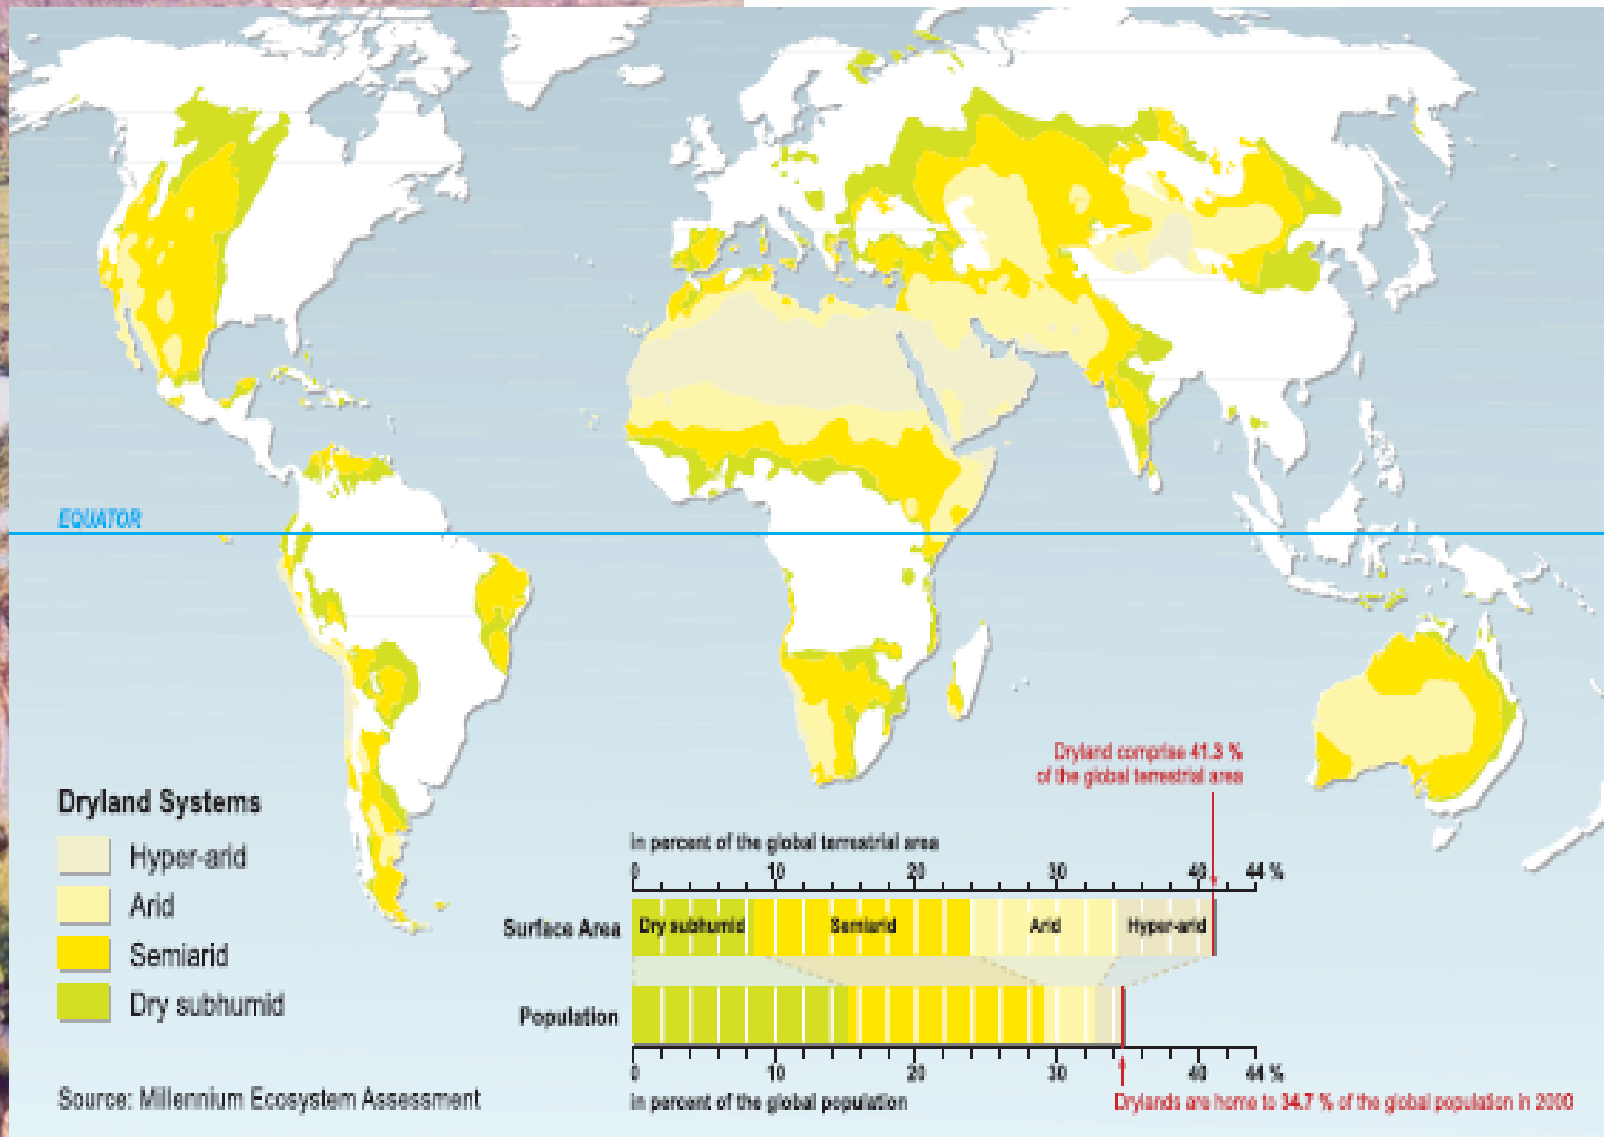 EQUATOR
Dryland comprise 41.3 %
of the global terrestrial area
Dryland Systems
Hyper-arid
Arid
Semiarid
Dry subhumid
in percent of the global terrestrial area
0 10 20 30 40 44 %
Surface Area Dry subhumid Semiarid Arid Hyper-arid
Population
0 10 20 30 40 44 %
in percent of the global population
Drylands are home to 34.7 % of the global population in 2000
Source: Millennium Ecosystem Assessment